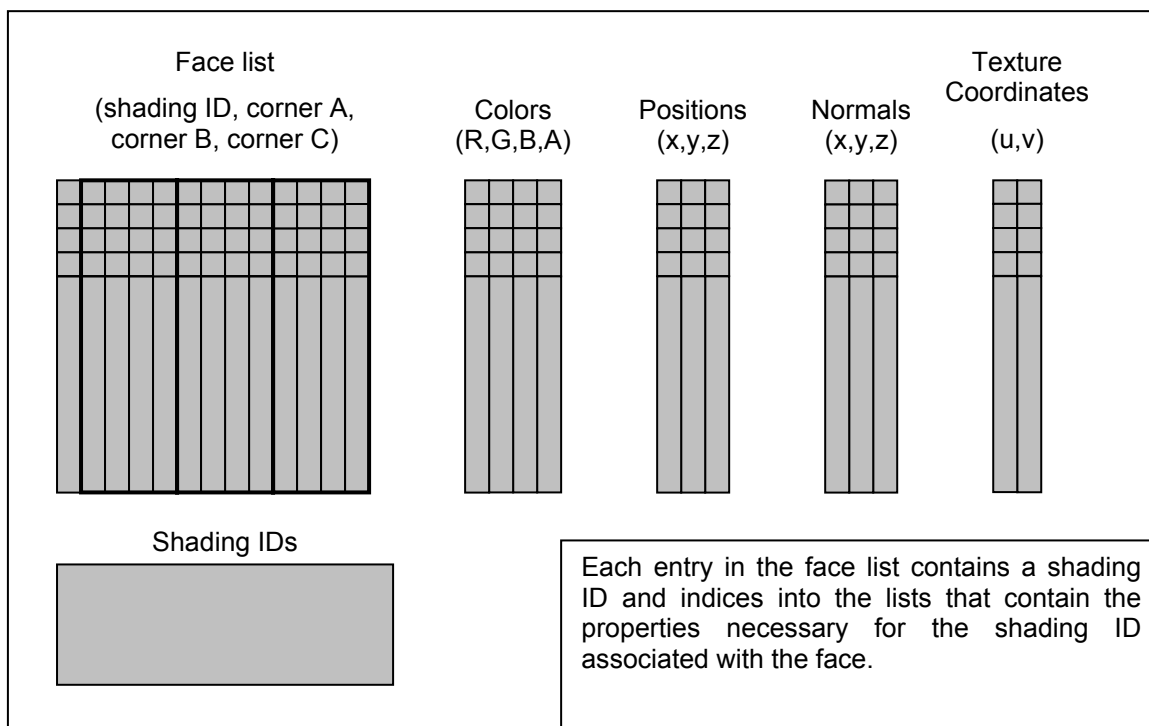 Face list
(shading ID, corner A,
corner B, corner C)
Colors
(R,G,B,A)
Positions
(x,y,z)
Normals
(x,y,z)
Texture
Coordinates
(u,v)
Shading IDs
Each entry in the face list contains a shading
ID and indices into the lists that contain the
properties necessary for the shading ID
associated with the face.